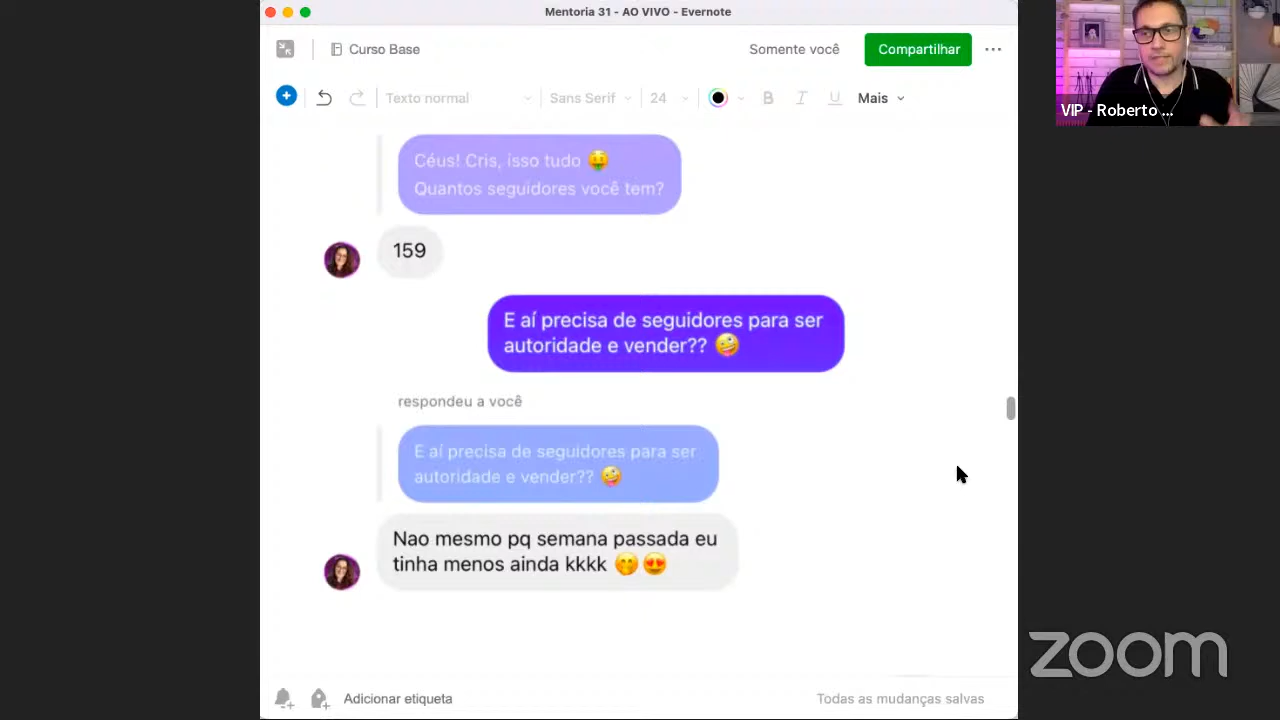 Mentoria 31 - AO VIVO - Evernote
Curso Base
Somente você
Compartilhar
Texto normal
Sans Serif
24
B
I
U
Mais
VIP - Roberto ...
Céus! Cris, isso tudo 🤑
Quantos seguidores você tem?
159
E aí precisa de seguidores para ser
autoridade e vender?? 🤪
respondeu a você
E aí precisa de seguidores para ser
autoridade e vender?? 🤪
Nao mesmo pq semana passada eu
tinha menos ainda kkkk 🤭😍
zoom
Adicionar etiqueta
Todas as mudanças salvas